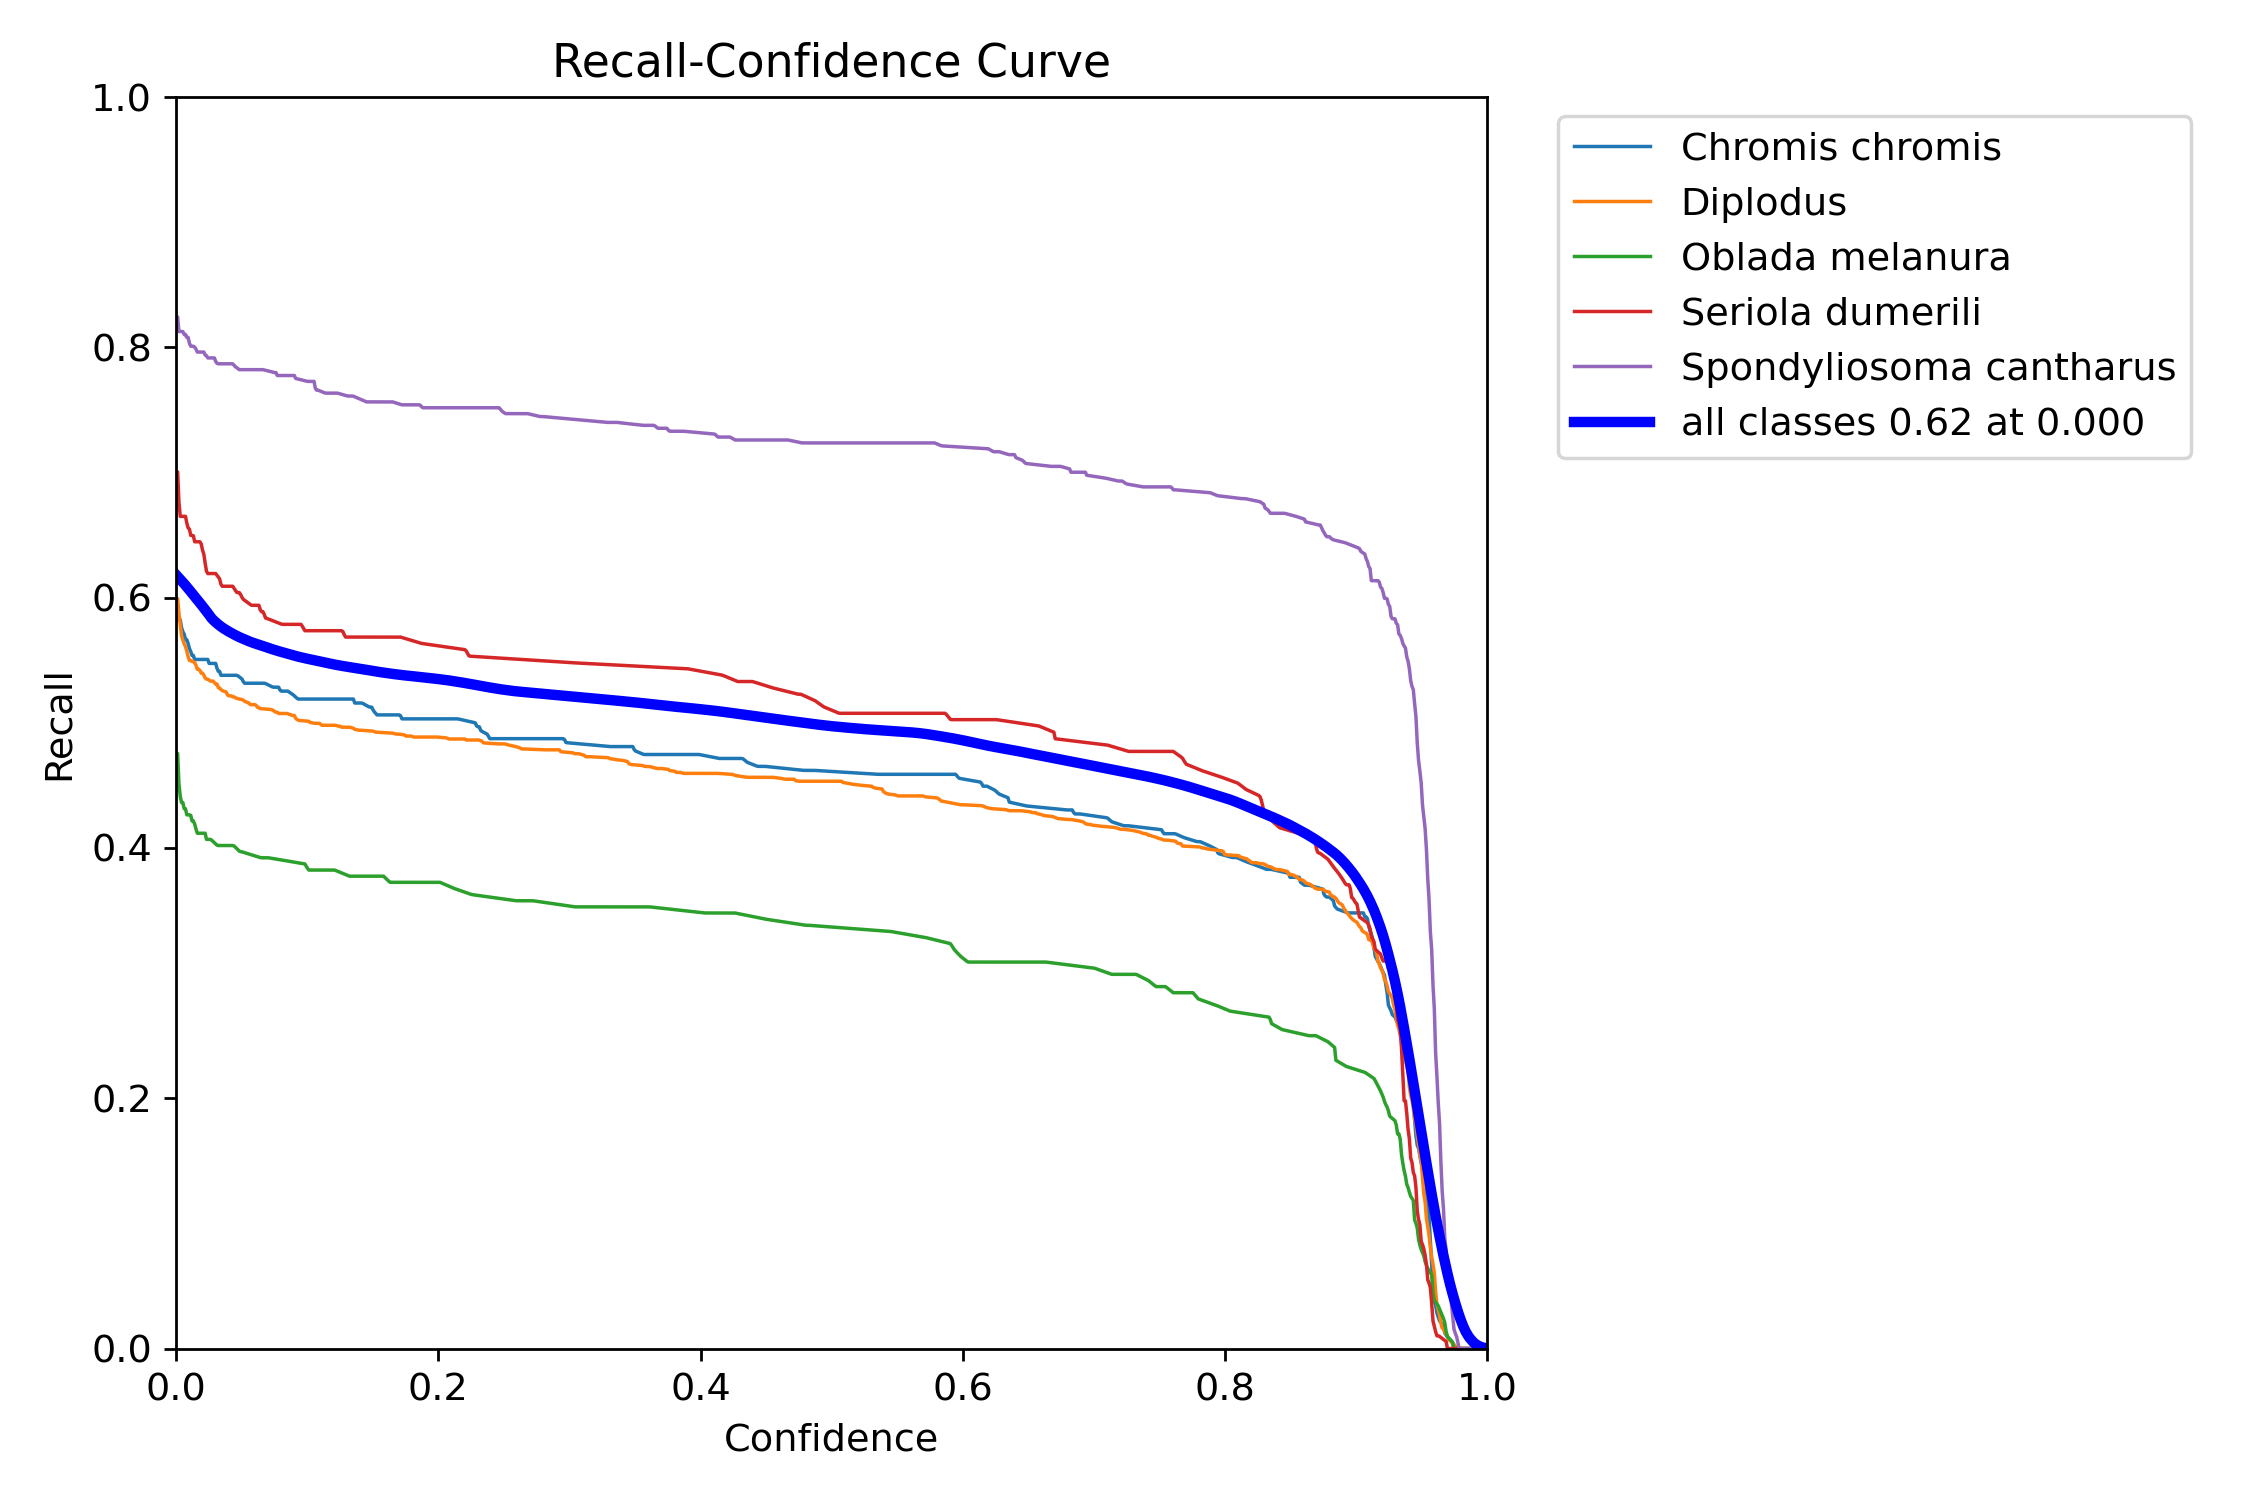 Recall-Confidence Curve
1.0
0.8
0.6
0.4
0.2
0.0
Recall
0.0 0.2 0.4 0.6 0.8 1.0
Confidence
Chromis chromis
Diplodus
Oblada melanura
Seriola dumerili
Spondyliosoma cantharus
all classes 0.62 at 0.000